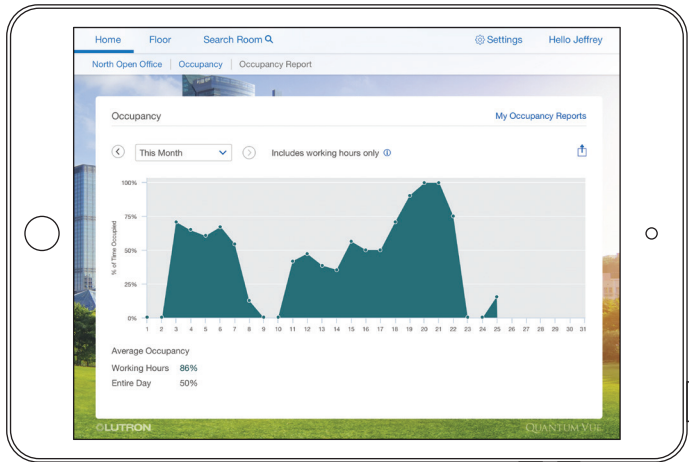 Home Floor Search Room Settings Hello Jeffrey
North Open Office Occupancy Occupancy Report
Occupancy My Occupancy Reports
This Month Includes working hours only
100%
75%
50%
25%
0%
% of Time Occupied
1 2 3 4 5 6 7 8 9 10 11 12 13 14 15 16 17 18 19 20 21 22 23 24 25 26 27 28 29 30 31
Average Occupancy
Working Hours 86%
Entire Day 50%
LUTRON QUANTUM VUE